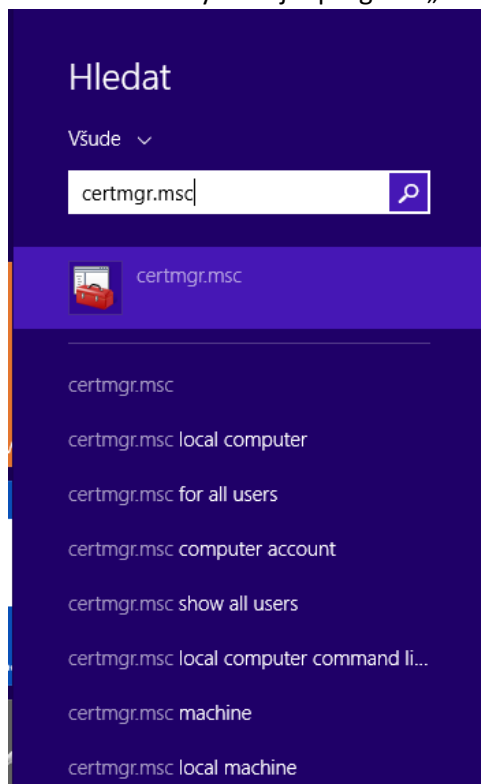 Hledat
Všude
certmgr.msc
certmgr.msc
certmgr.msc
certmgr.msc local computer
certmgr.msc for all users
certmgr.msc computer account
certmgr.msc show all users
certmgr.msc local computer command li...
certmgr.msc machine
certmgr.msc local machine